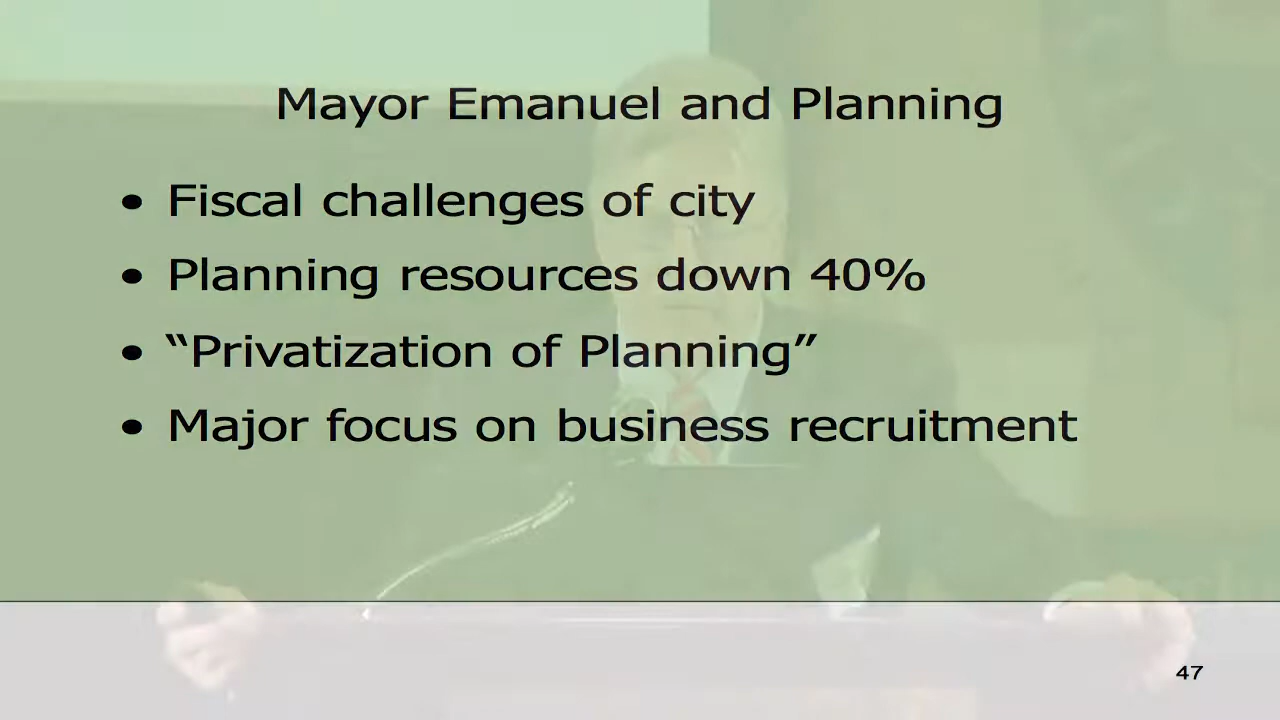 Mayor Emanuel and Planning
• Fiscal challenges of city
• Planning resources down 40%
• “Privatization of Planning”
• Major focus on business recruitment
47